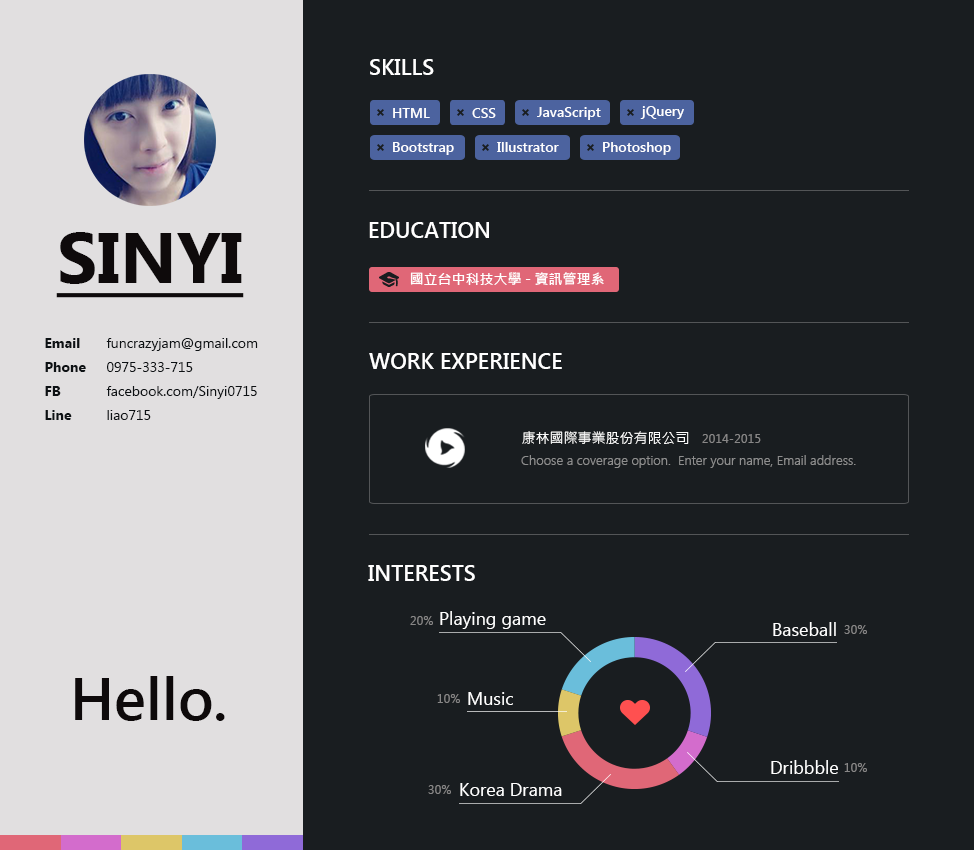 SINYI
Email funcrazyjam@gmail.com
Phone 0975-333-715
FB facebook.com/Sinyi0715
Line liao715
Hello.
SKILLS
× HTML × CSS × JavaScript × jQuery
× Bootstrap × Illustrator × Photoshop
EDUCATION
國立台中科技大學 - 資訊管理系
WORK EXPERIENCE
康林國際事業股份有限公司 2014-2015
Choose a coverage option. Enter your name, Email address.
INTERESTS
20% Playing game
Baseball 30%
10% Music
Dribbble 10%
30% Korea Drama